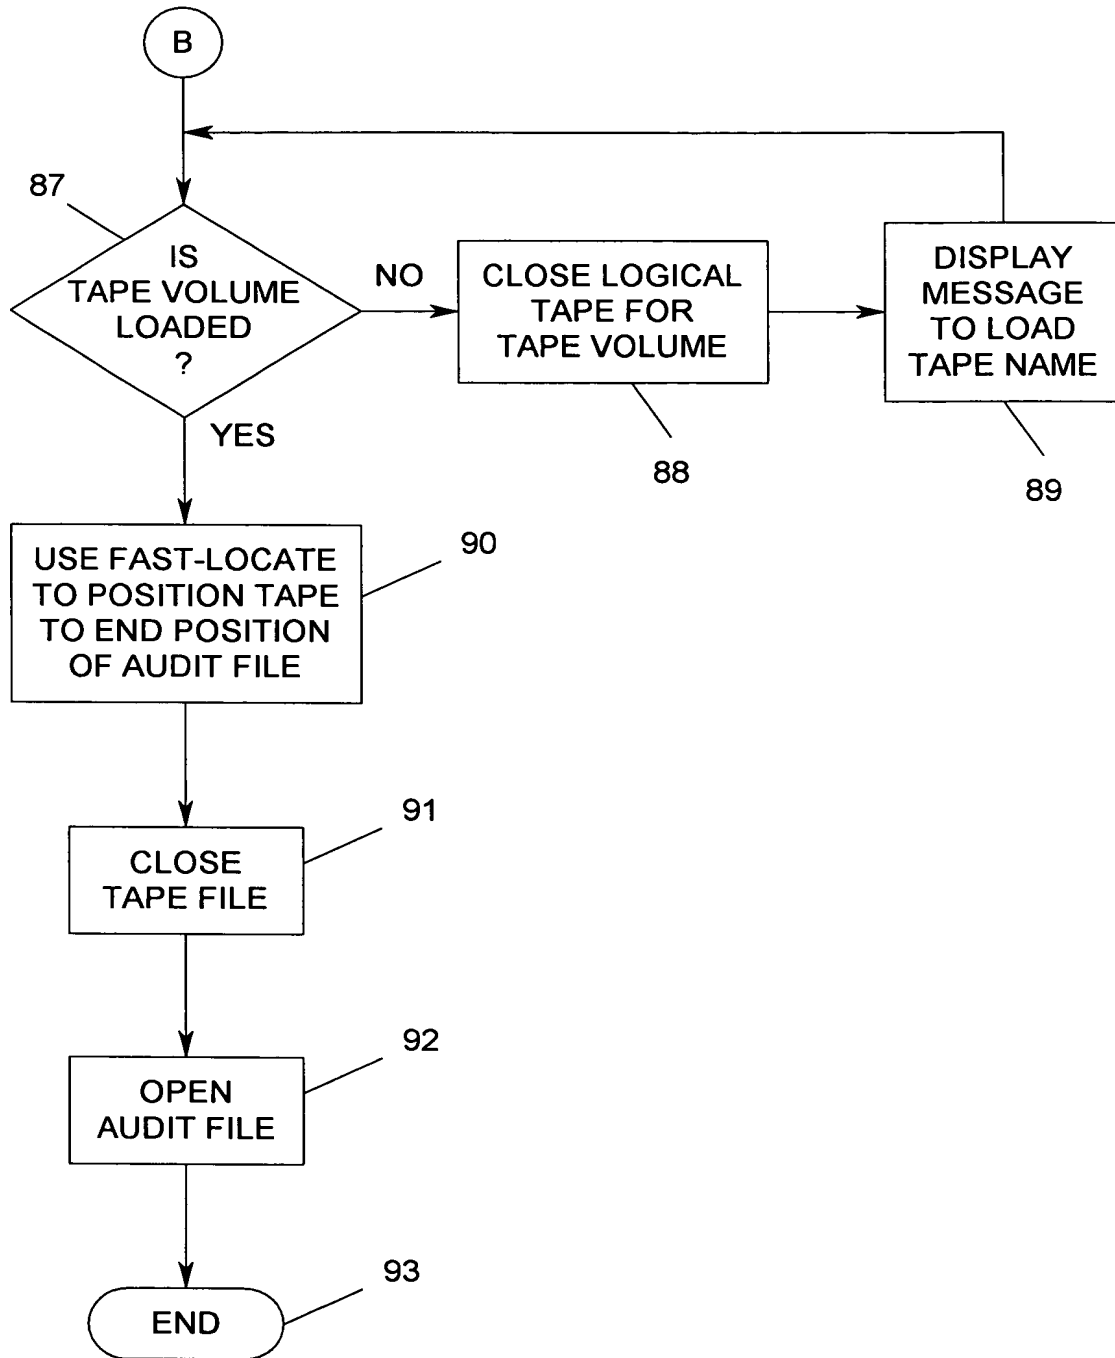 B
87
IS
TAPE VOLUME
LOADED
?
NO
CLOSE LOGICAL
TAPE FOR
TAPE VOLUME
88
DISPLAY
MESSAGE
TO LOAD
TAPE NAME
89
YES
USE FAST-LOCATE
TO POSITION TAPE
TO END POSITION
OF AUDIT FILE
90
CLOSE
TAPE FILE
91
OPEN
AUDIT FILE
92
END
93